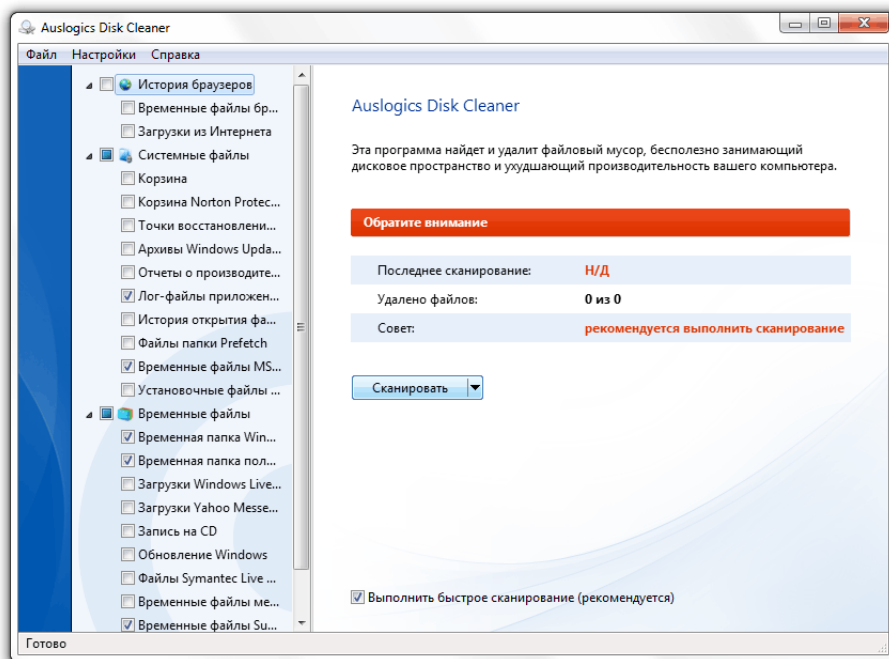 Auslogics Disk Cleaner
Файл Настройки Справка
История браузеров
Временные файлы бр...
Загрузки из Интернета
Системные файлы
Корзина
Корзина Norton Protec...
Точки восстановлени...
Архивы Windows Upda...
Отчеты о производите...
Лог-файлы приложен...
История открытия фа...
Файлы папки Prefetch
Временные файлы MS...
Установочные файлы ...
Временные файлы
Временная папка Win...
Временная папка пол...
Загрузки Windows Live...
Загрузки Yahoo Messe...
Запись на CD
Обновление Windows
Файлы Symantec Live ...
Временные файлы ме...
Временные файлы Su...
Auslogics Disk Cleaner
Эта программа найдет и удалит файловый мусор, бесполезно занимающий
дисковое пространство и ухудшающий производительность вашего компьютера.
Обратите внимание
Последнее сканирование: Н/Д
Удалено файлов: 0 из 0
Совет: рекомендуется выполнить сканирование
Сканировать
Выполнить быстрое сканирование (рекомендуется)
Готово